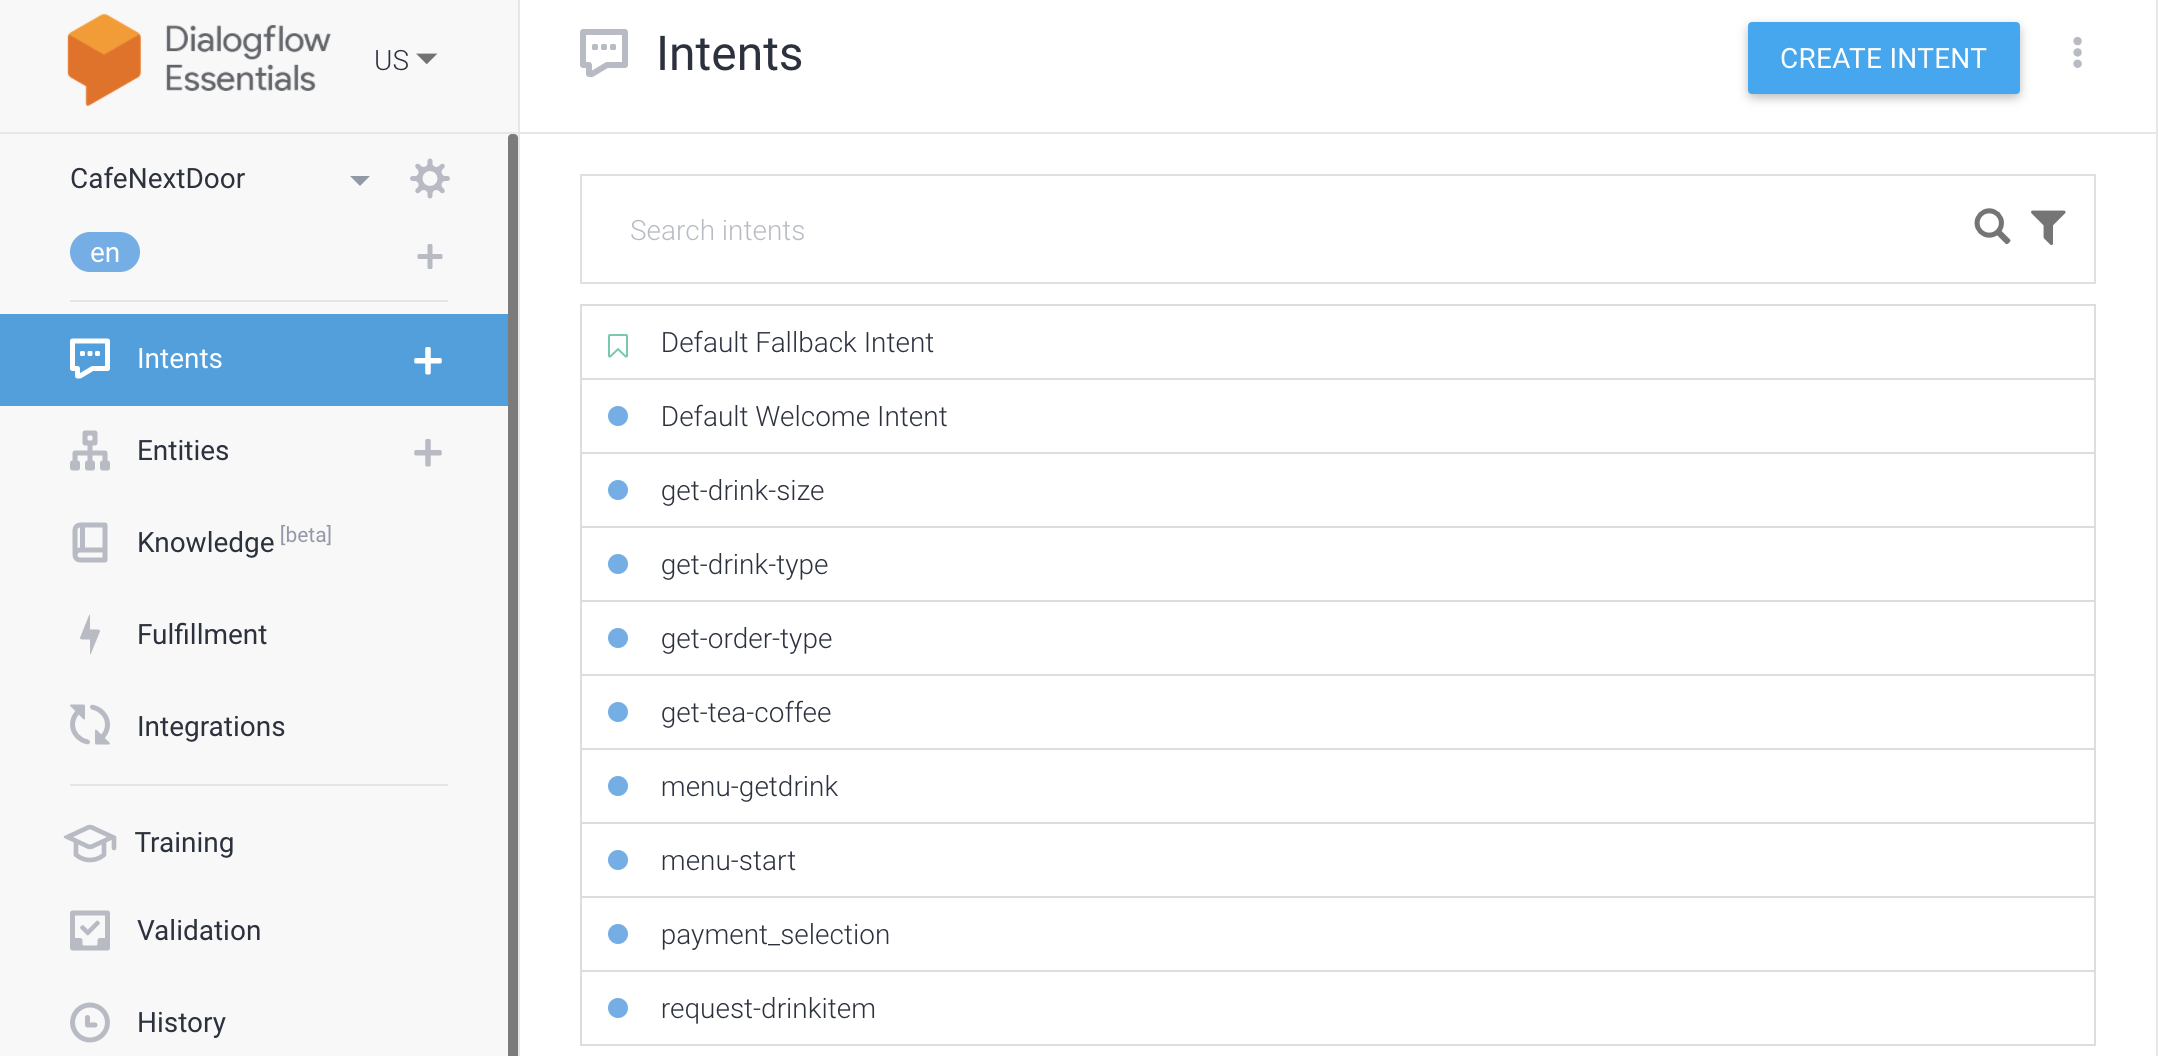 Dialogflow
Essentials
US
CafeNextDoor
en
Intents
Entities
Knowledge [beta]
Fulfillment
Integrations
Training
Validation
History
Intents
CREATE INTENT
Search intents
Default Fallback Intent
Default Welcome Intent
get-drink-size
get-drink-type
get-order-type
get-tea-coffee
menu-getdrink
menu-start
payment_selection
request-drinkitem